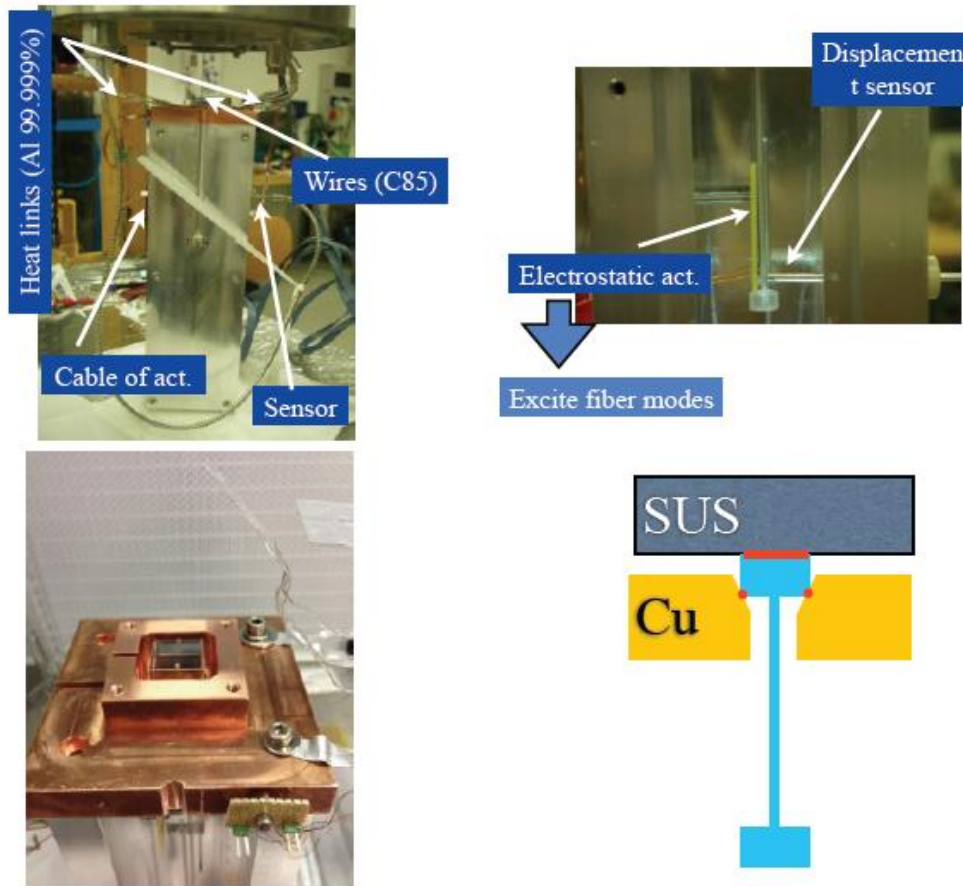 Heat links (Al 99.999%)
Wires (C85)
Cable of act.
Sensor
Displacemen
t sensor
Electrostatic act.
Excite fiber modes
SUS
Cu